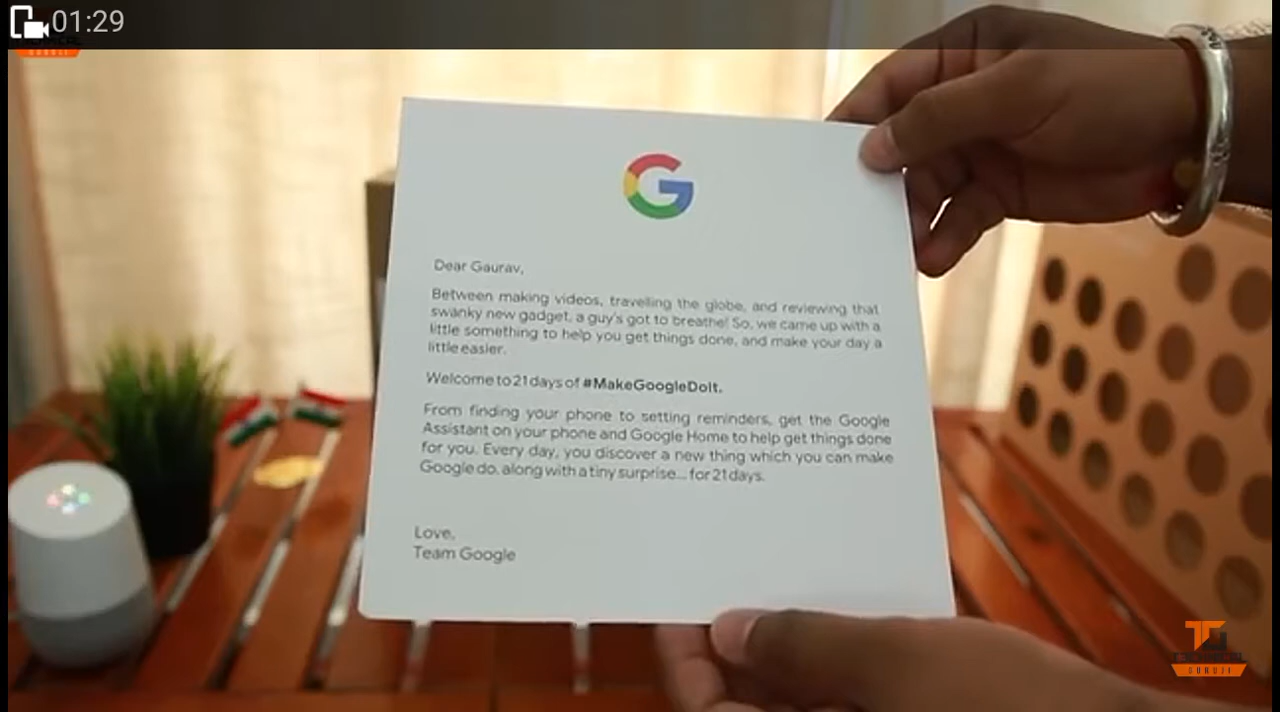 01:29
Dear Gaurav,
Between making videos, travelling the globe, and reviewing that
swanky new gadget, a guy's got to breathe! So, we came up with a
little something to help you get things done, and make your day a
little easier.
Welcome to 21 days of #MakeGoogleDoIt.
From finding your phone to setting reminders, get the Google
Assistant on your phone and Google Home to help get things done
for you. Every day, you discover a new thing which you can make
Google do, along with a tiny surprise... for 21 days.
Love,
Team Google
TG
TECHNICAL
GURUJI